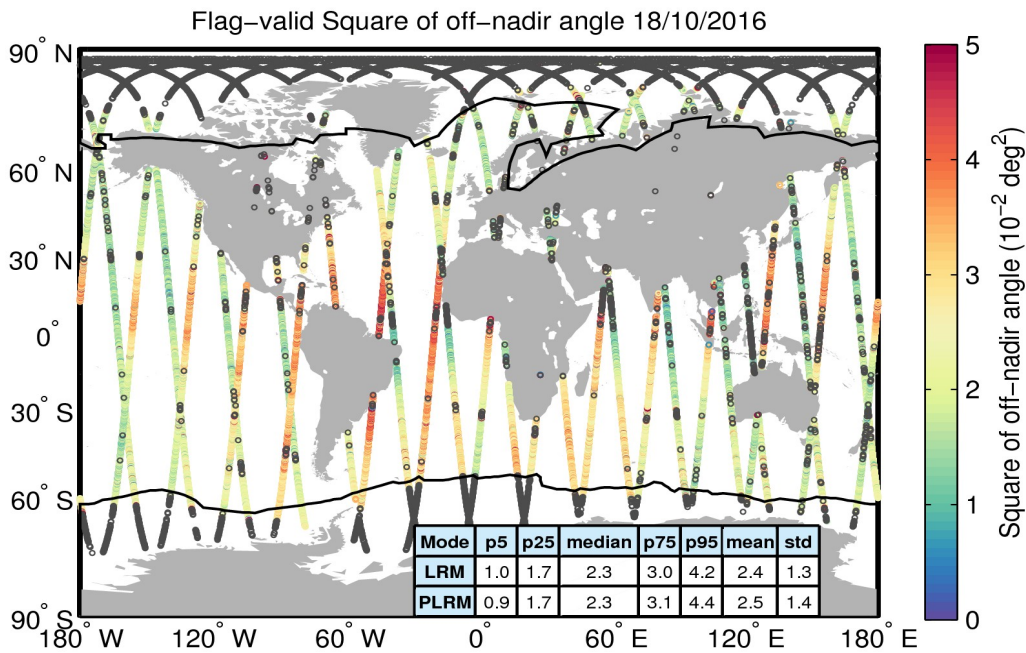 Flag−valid Square of off−nadir angle 18/10/2016
90° N
60° N
30° N
0°
30° S
60° S
90° S
180° W
120° W
60° W
0°
60° E
120° E
180° E
Mode p5 p25 median p75 p95 mean std
LRM 1.0 1.7 2.3 3.0 4.2 2.4 1.3
PLRM 0.9 1.7 2.3 3.1 4.4 2.5 1.4
5
4
3
2
1
0
Square of off−nadir angle (10⁻² deg²)